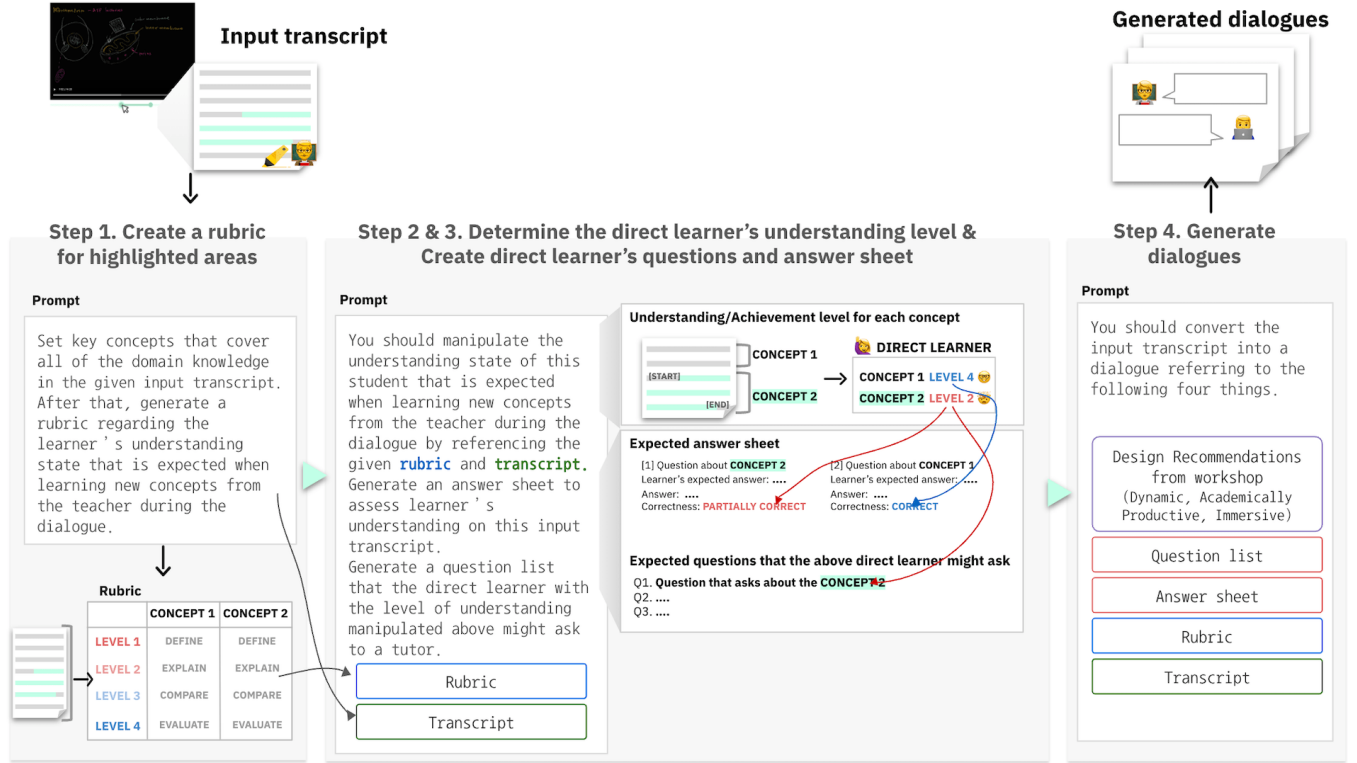 Input transcript
Generated dialogues
Step 1. Create a rubric
for highlighted areas
Prompt
Set key concepts that cover
all of the domain knowledge
in the given input transcript.
After that, generate a
rubric regarding the
learner's understanding
state that is expected when
learning new concepts from
the teacher during the
dialogue.
Rubric
CONCEPT 1 CONCEPT 2
LEVEL 1 DEFINE DEFINE
LEVEL 2 EXPLAIN EXPLAIN
LEVEL 3 COMPARE COMPARE
LEVEL 4 EVALUATE EVALUATE
Step 2 & 3. Determine the direct learner's understanding level &
Create direct learner's questions and answer sheet
Prompt
You should manipulate the
understanding state of this
student that is expected
when learning new concepts
from the teacher during the
dialogue by referencing the
given rubric and transcript.
Generate an answer sheet to
assess learner's
understanding on this input
transcript.
Generate a question list
that the direct learner with
the level of understanding
manipulated above might ask
to a tutor.
Rubric
Transcript
Understanding/Achievement level for each concept
[START]
[END]
CONCEPT 1
CONCEPT 2
DIRECT LEARNER
CONCEPT 1 LEVEL 4
CONCEPT 2 LEVEL 2
Expected answer sheet
[1] Question about CONCEPT 2
Learner's expected answer: ....
Answer: ....
Correctness: PARTIALLY CORRECT
[2] Question about CONCEPT 1
Learner's expected answer: ....
Answer: ....
Correctness: CORRECT
Expected questions that the above direct learner might ask
Q1. Question that asks about the CONCEPT 2
Q2. ....
Q3. ....
Step 4. Generate
dialogues
Prompt
You should convert the
input transcript into a
dialogue referring to the
following four things.
Design Recommendations
from workshop
(Dynamic, Academically
Productive, Immersive)
Question list
Answer sheet
Rubric
Transcript